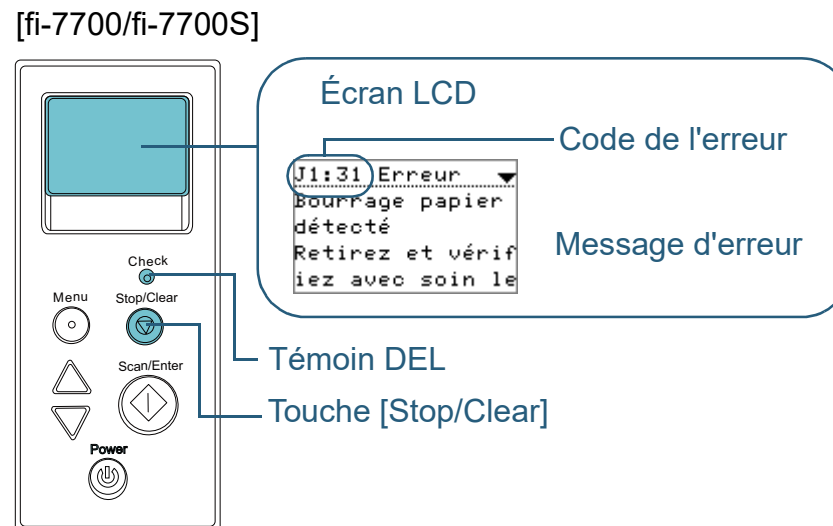 [fi-7700/fi-7700S]
Écran LCD
Code de l'erreur
J1:31 Erreur
Bourrage papier
détecté
Retirez et vérif
iez avec soin le
Message d'erreur
Check
Menu
Stop/Clear
Témoin DEL
Scan/Enter
Touche [Stop/Clear]
Power